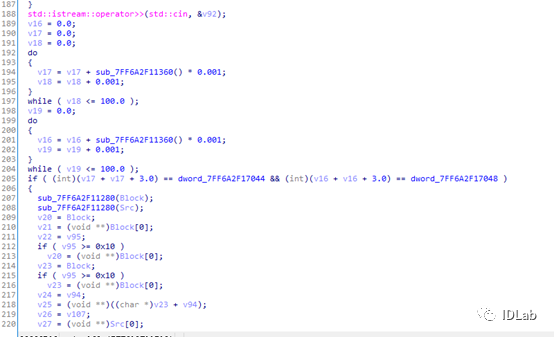 187 }
188 std::istream::operator>>(std::cin, &v92);
189 v16 = 0.0;
190 v17 = 0.0;
191 v18 = 0.0;
192 do
193 {
194 v17 = v17 + sub_7FF6A2F11360() * 0.001;
195 v18 = v18 + 0.001;
196 }
197 while ( v18 <= 100.0 );
198 v19 = 0.0;
199 do
200 {
201 v16 = v16 + sub_7FF6A2F11360() * 0.001;
202 v19 = v19 + 0.001;
203 }
204 while ( v19 <= 100.0 );
205 if ( (int)(v17 + v17 + 3.0) == dword_7FF6A2F17044 && (int)(v16 + v16 + 3.0) == dword_7FF6A2F17048 )
206 {
207 sub_7FF6A2F11280(Block);
208 sub_7FF6A2F11280(Src);
209 v20 = Block;
210 v21 = (void **)Block[0];
211 v22 = v95;
212 if ( v95 >= 0x10 )
213 v20 = (void **)Block[0];
214 v23 = Block;
215 if ( v95 >= 0x10 )
216 v23 = (void **)Block[0];
217 v24 = v94;
218 v25 = (void **)((char *)v23 + v94);
219 v26 = v107;
220 v27 = (void **)Src[0];
IDLab